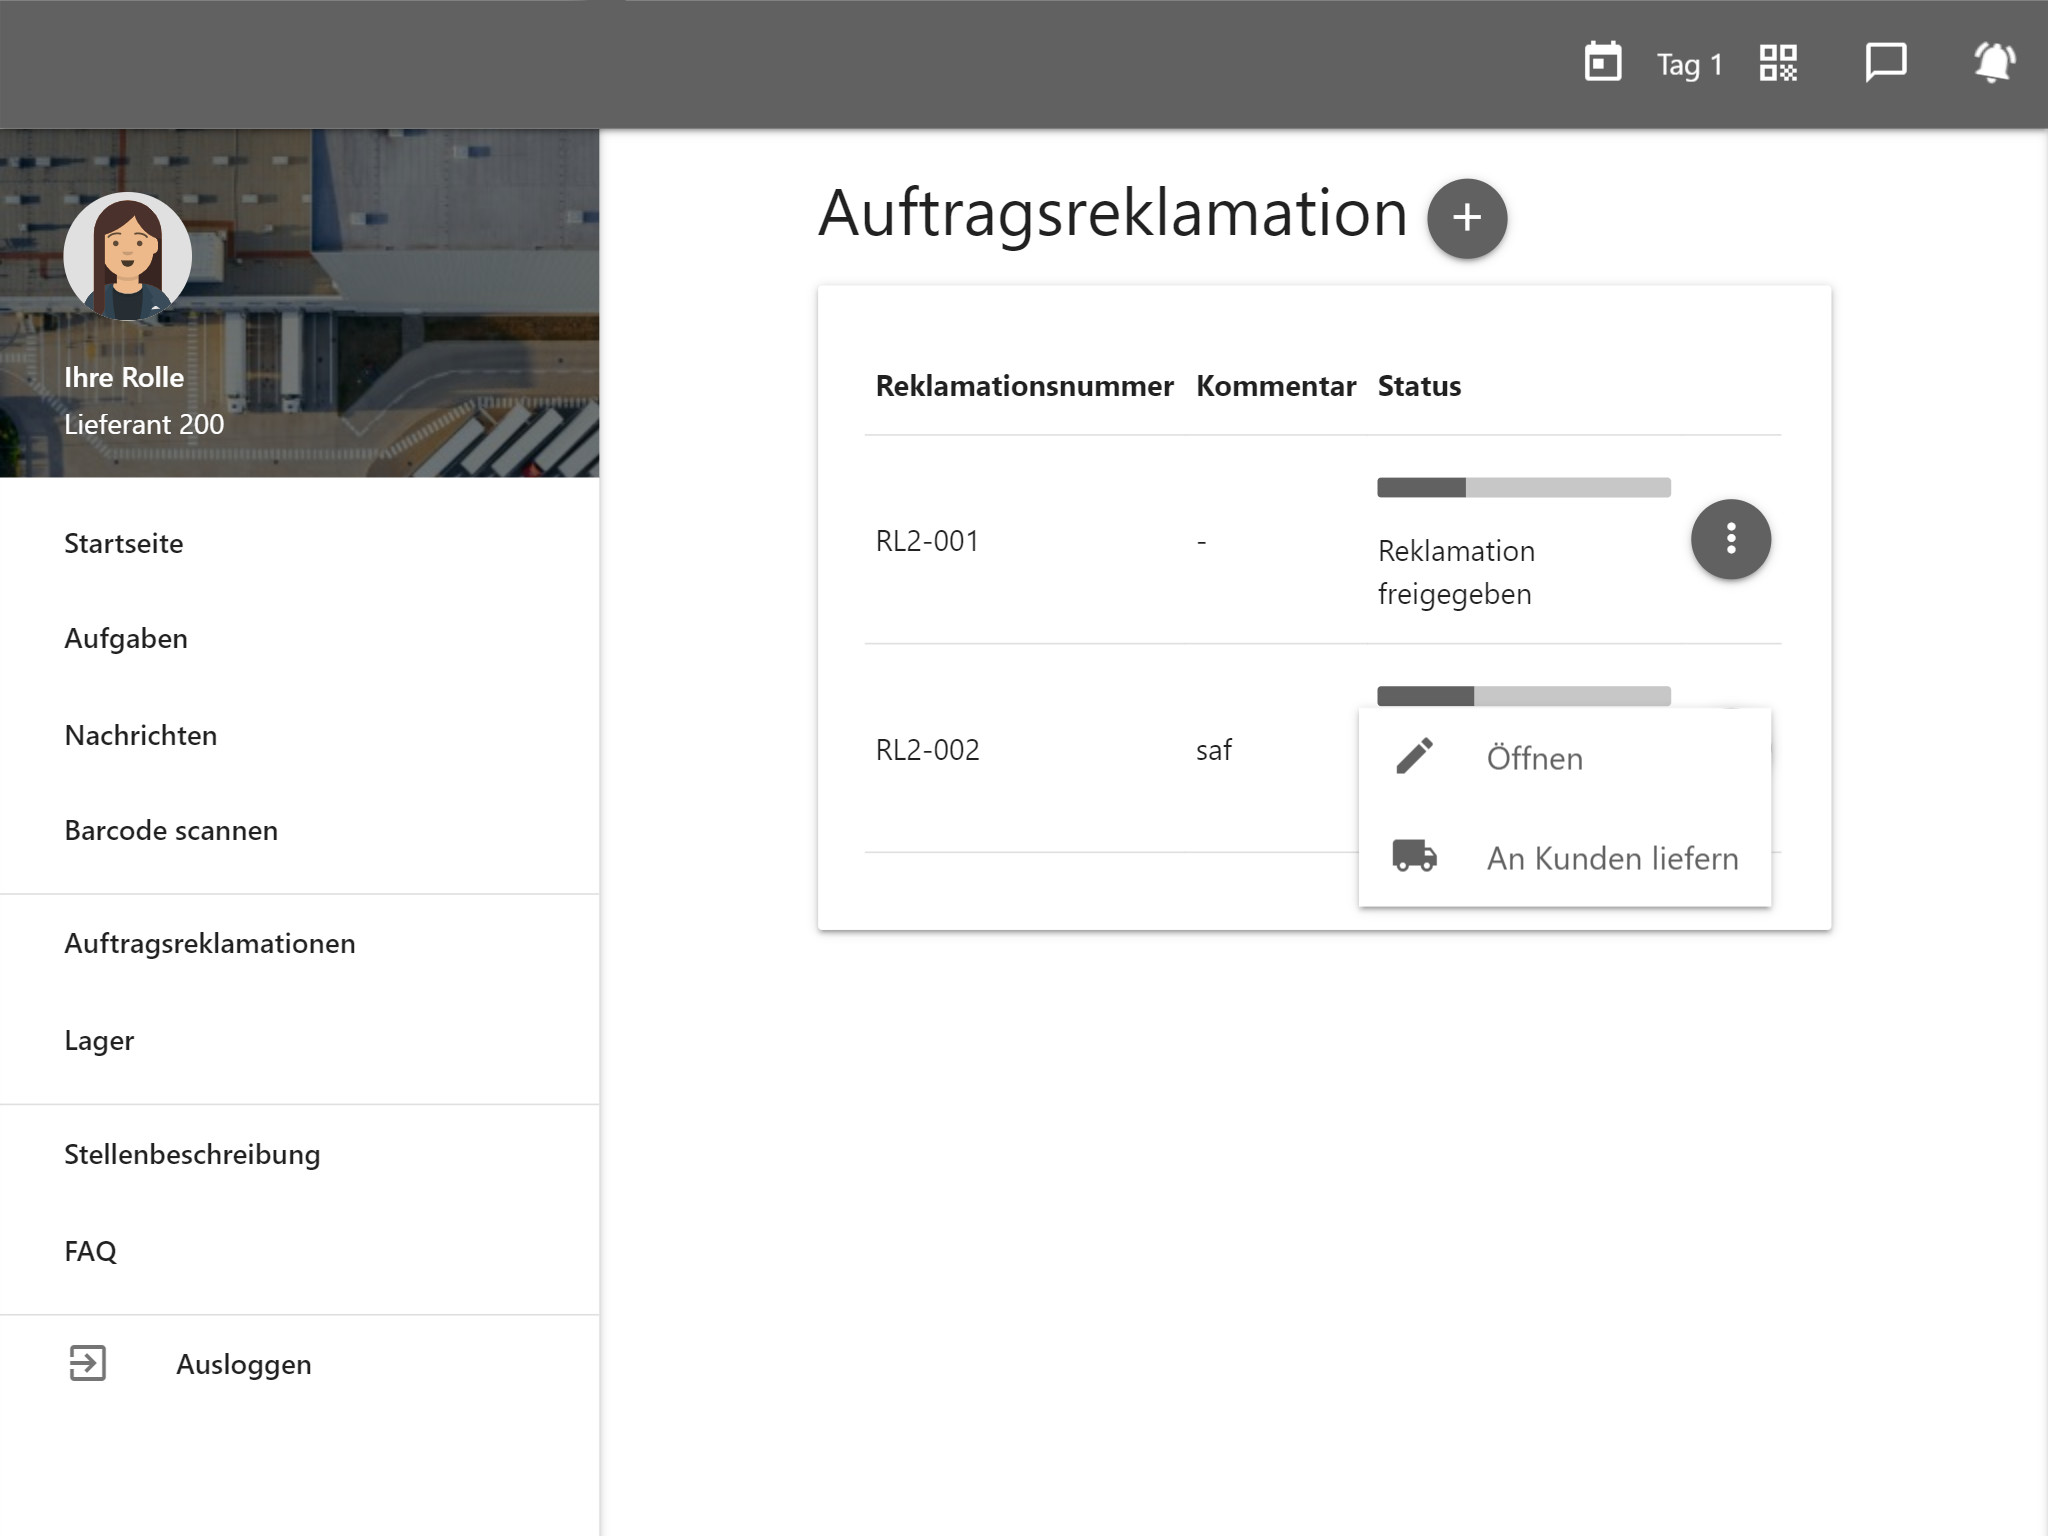 Tag 1
Ihre Rolle
Lieferant 200
Startseite
Aufgaben
Nachrichten
Barcode scannen
Auftragsreklamationen
Lager
Stellenbeschreibung
FAQ
Ausloggen
Auftragsreklamation
Reklamationsnummer Kommentar Status
RL2-001 - Reklamation
freigegeben
RL2-002 saf
Öffnen
An Kunden liefern